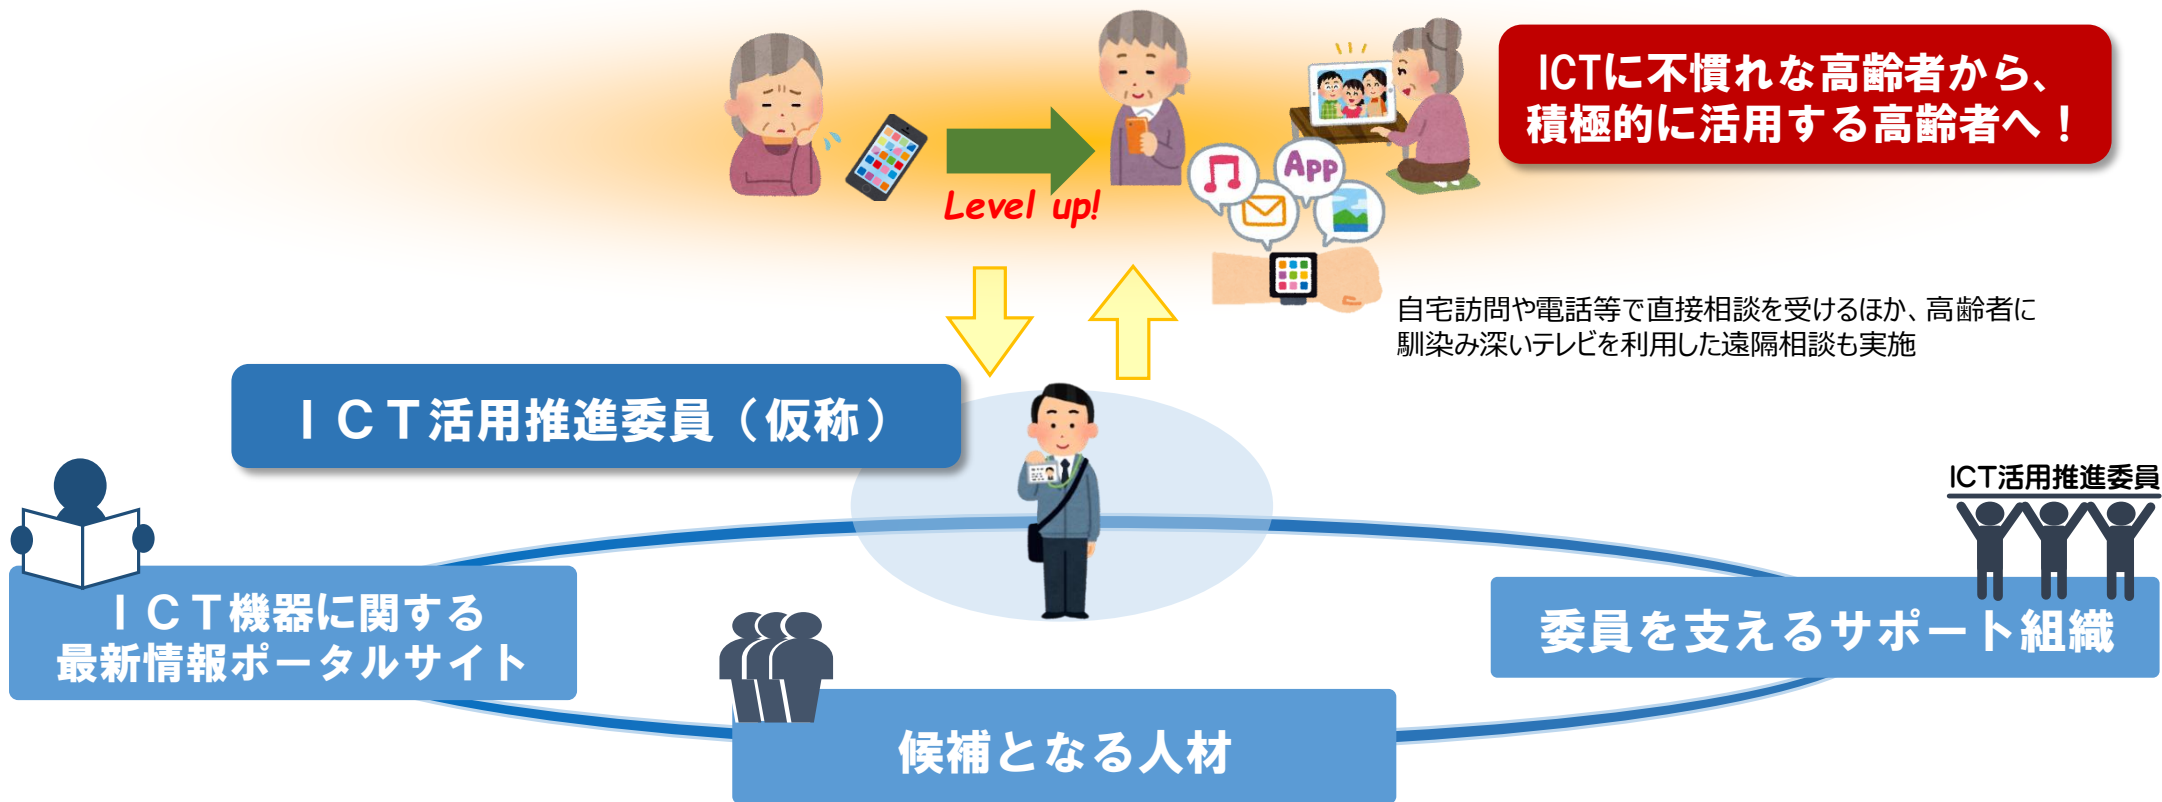 ICTに不慣れな高齢者から、
積極的に活用する高齢者へ！
App
Level up!
自宅訪問や電話等で直接相談を受けるほか、高齢者に
馴染み深いテレビを利用した遠隔相談も実施
ＩＣＴ活用推進委員（仮称）
ICT活用推進委員
ＩＣＴ機器に関する
最新情報ポータルサイト
委員を支えるサポート組織
候補となる人材